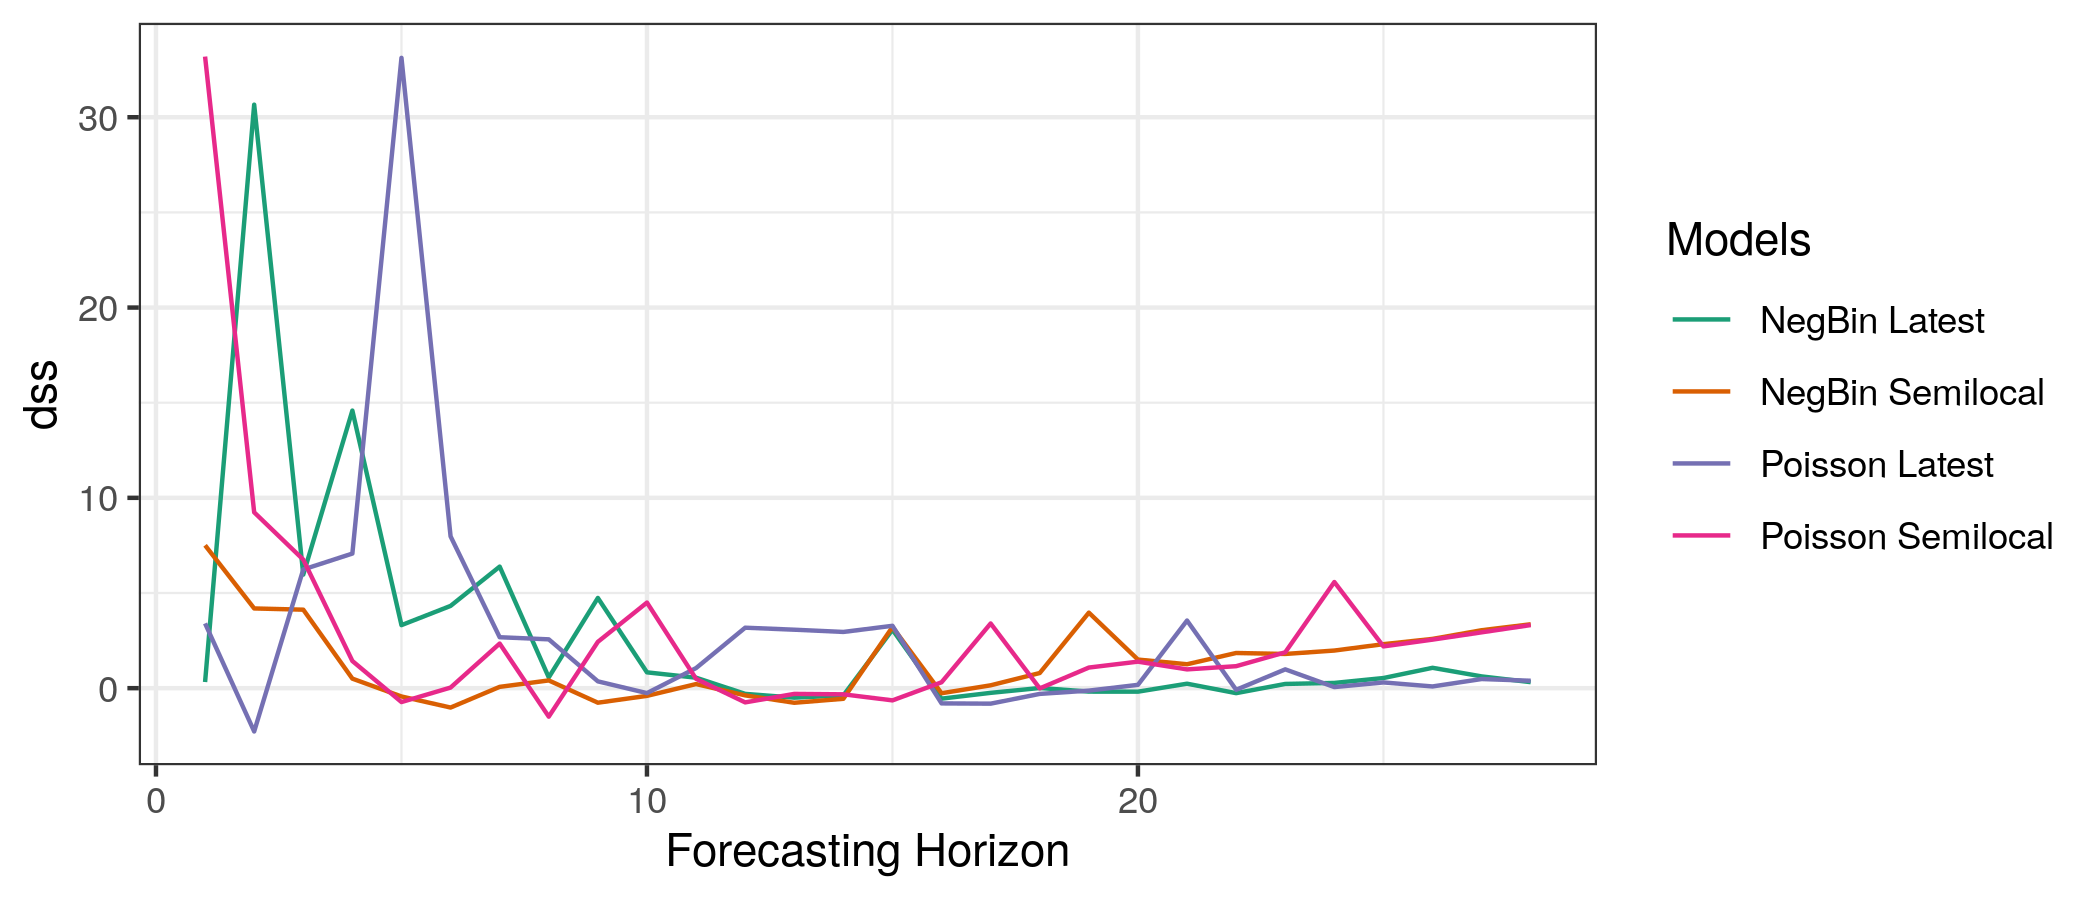 30
20
10
0
dss
0
10
20
Forecasting Horizon
Models
NegBin Latest
NegBin Semilocal
Poisson Latest
Poisson Semilocal